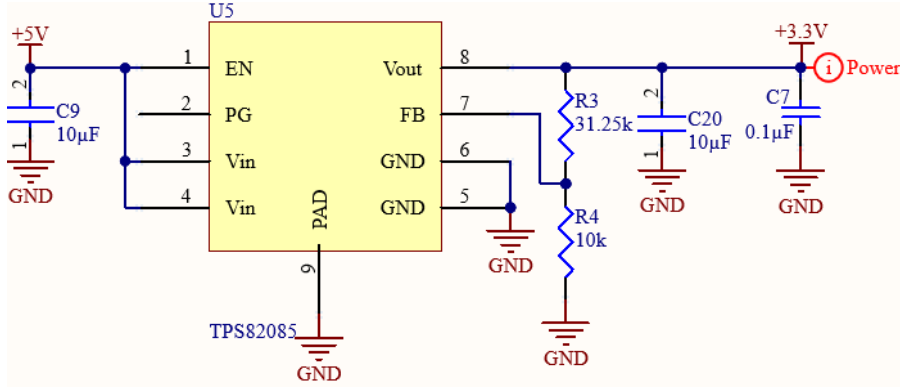 U5
+5V
+3.3V
1 EN Vout 8
i Power
2
C9
10µF
1
GND
2 PG FB 7
R3
31.25k
2
C20
10µF
1
GND
C7
0.1µF
GND
3 Vin GND 6
4 Vin GND 5
PAD
9
GND
R4
10k
GND
TPS82085
GND